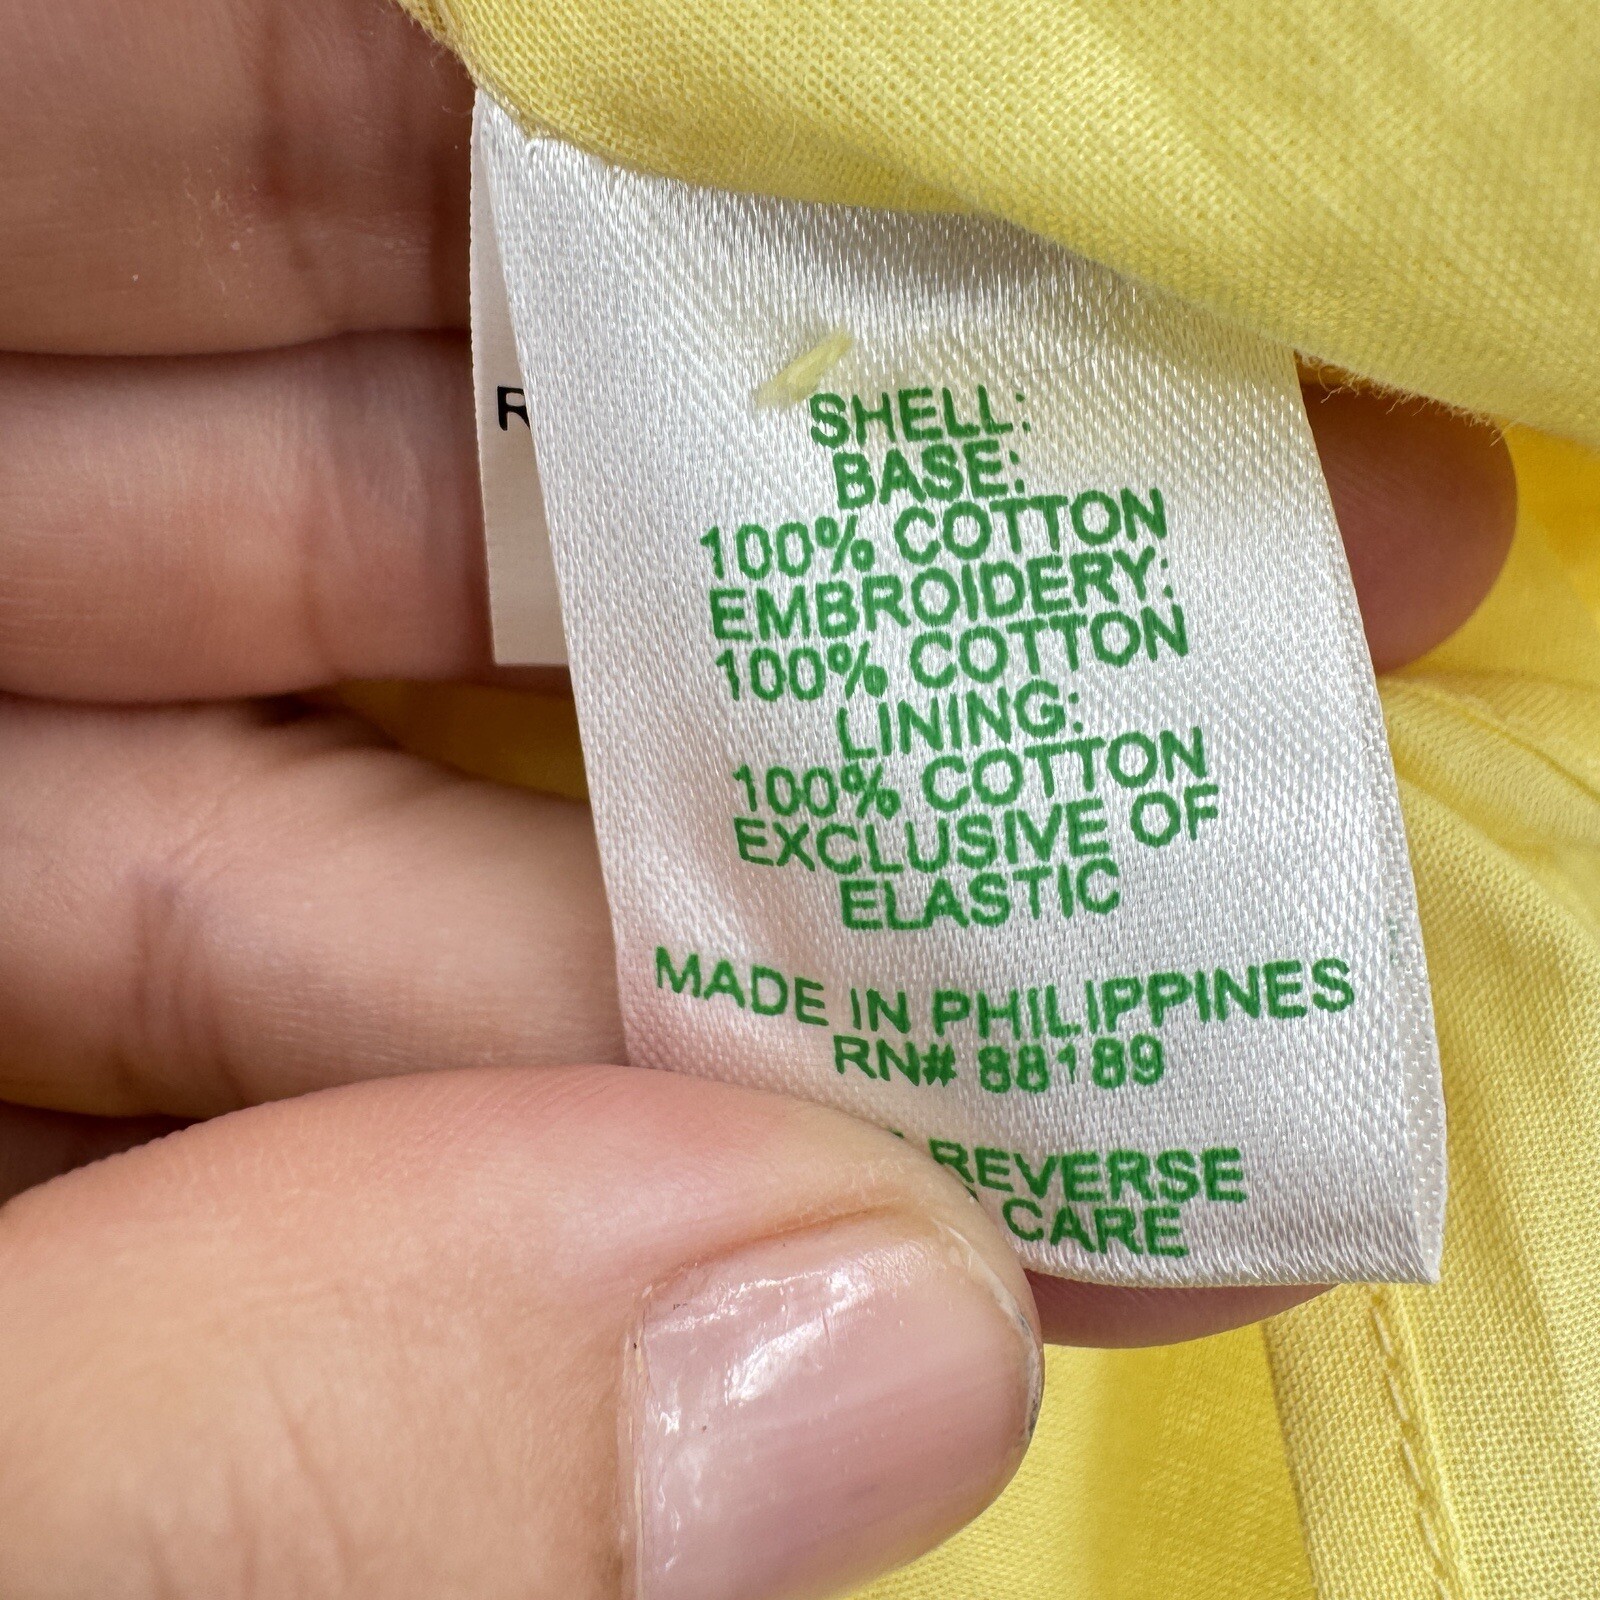 R
SHELL:
BASE:
100% COTTON
EMBROIDERY:
100% COTTON
LINING:
100% COTTON
EXCLUSIVE OF
ELASTIC
MADE IN PHILIPPINES
RN# 88189
REVERSE
CARE